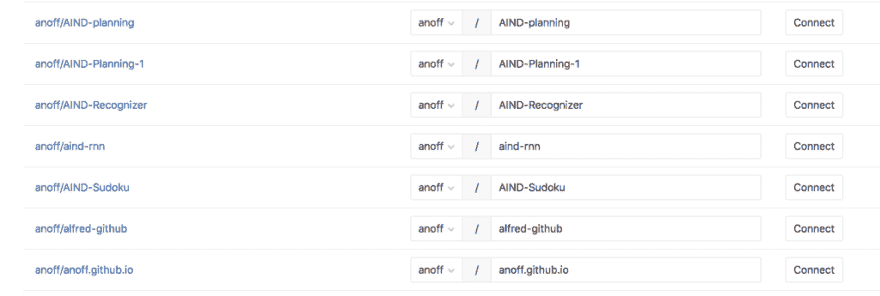 anoff/AIND-planning anoff / AIND-planning Connect
anoff/AIND-Planning-1 anoff / AIND-Planning-1 Connect
anoff/AIND-Recognizer anoff / AIND-Recognizer Connect
anoff/aind-rnn anoff / aind-rnn Connect
anoff/AIND-Sudoku anoff / AIND-Sudoku Connect
anoff/alfred-github anoff / alfred-github Connect
anoff/anoff.github.io anoff / anoff.github.io Connect